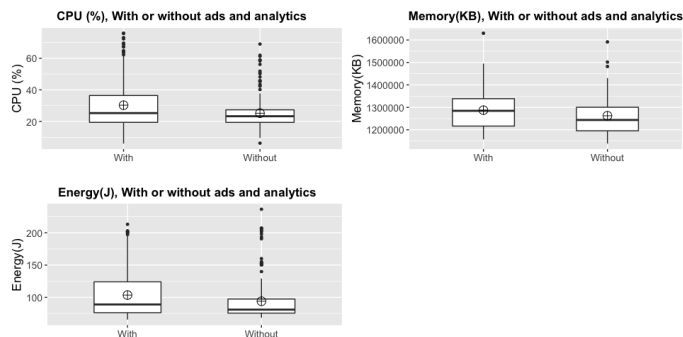 CPU (%), With or without ads and analytics
CPU (%)
60
40
20
With
Without
Memory(KB), With or without ads and analytics
Memory(KB)
1600000
1500000
1400000
1300000
1200000
With
Without
Energy(J), With or without ads and analytics
Energy(J)
200
150
100
With
Without